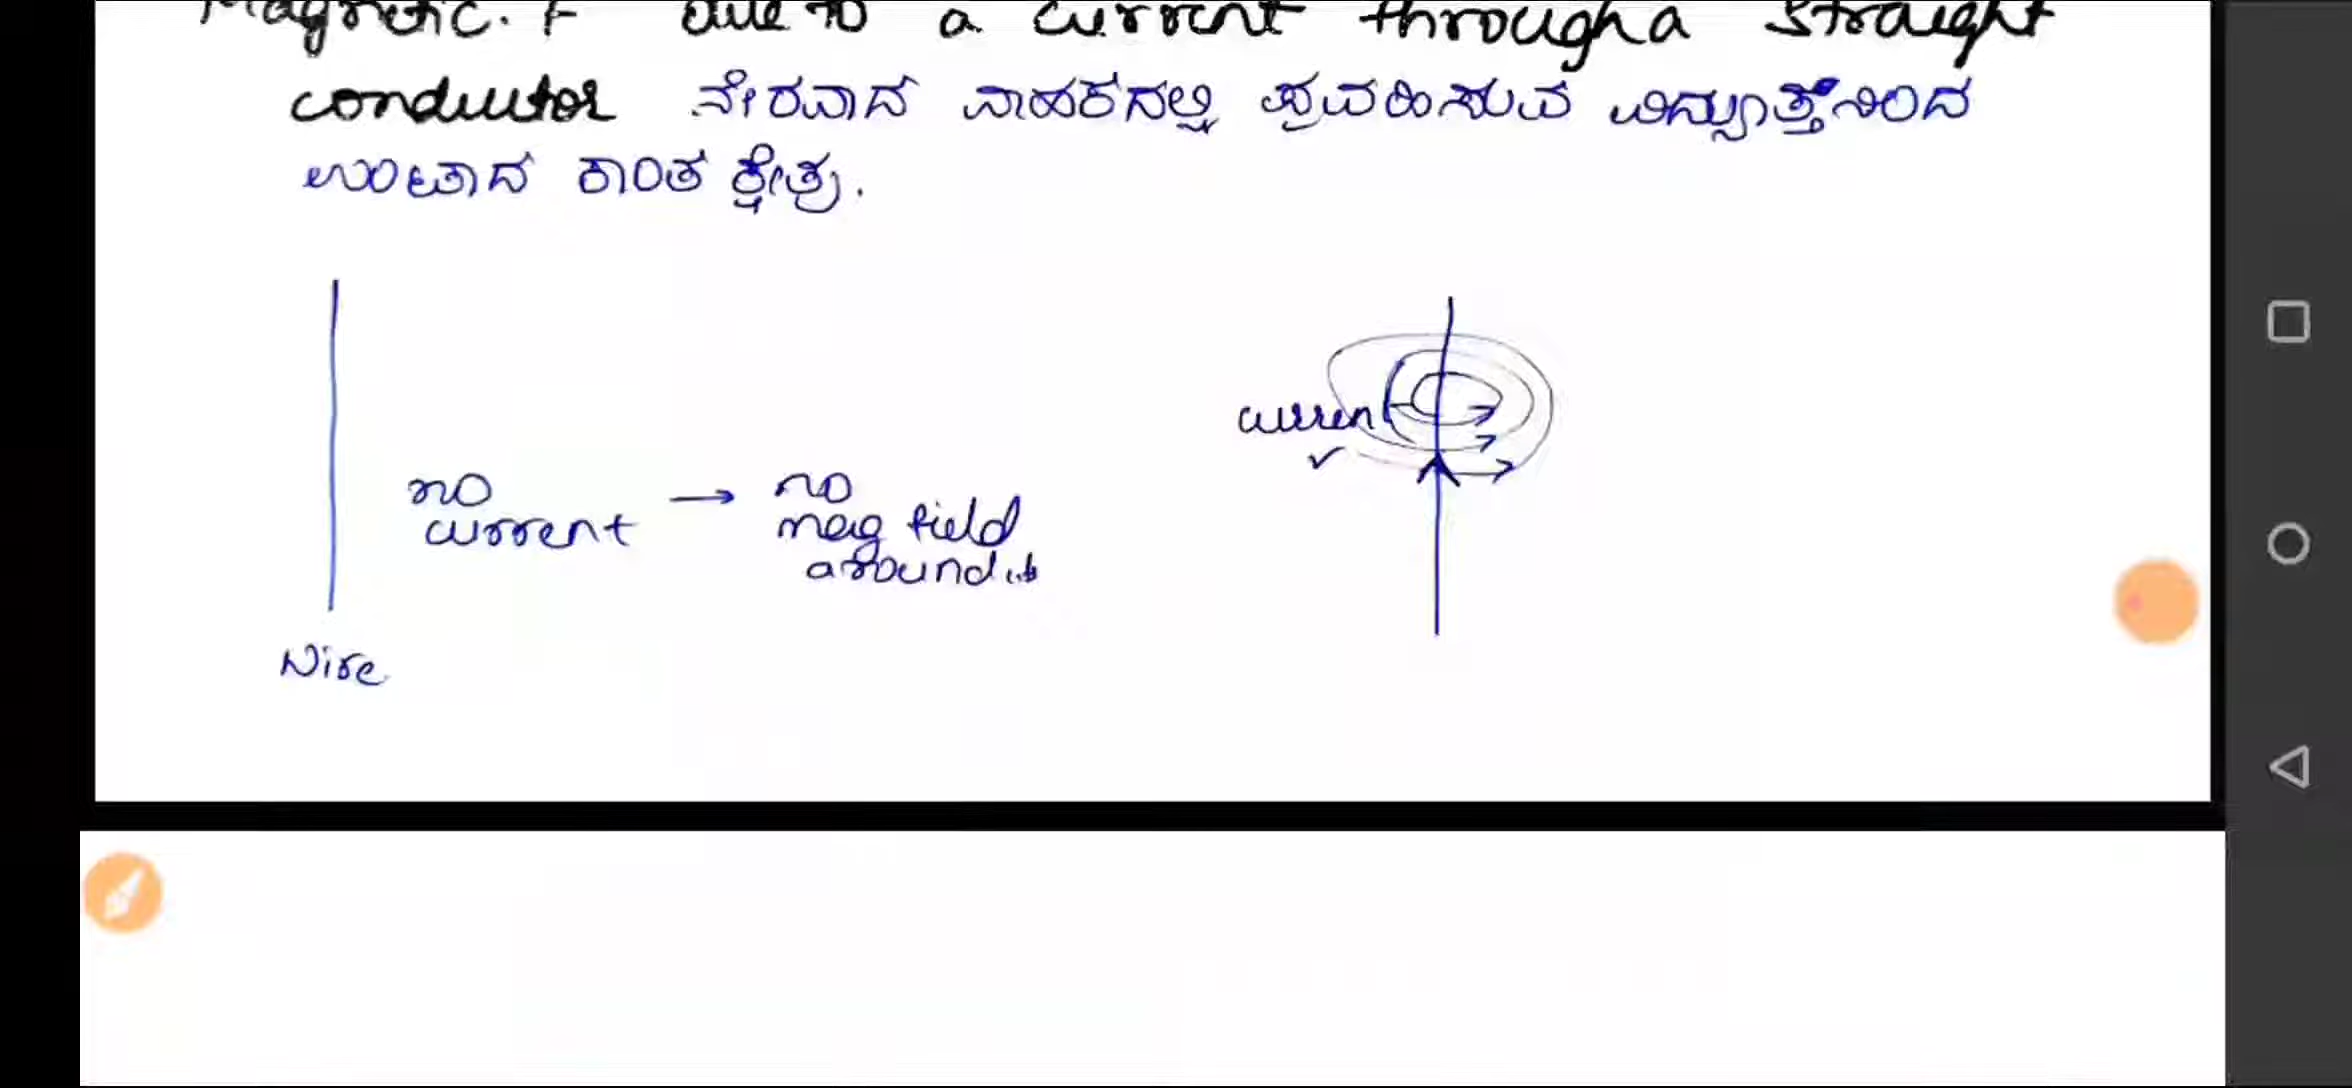 Magnetic. F due to a current through a straight
conductor ನೇರವಾದ ವಾಹಕದಲ್ಲಿ ಪ್ರವಹಿಸುವ ವಿದ್ಯುತ್ತ್‌ನಿಂದ
ಉಂಟಾದ ಕಾಂತ ಕ್ಷೇತ್ರ.
current
no
current → no
mag field
around it
Wire